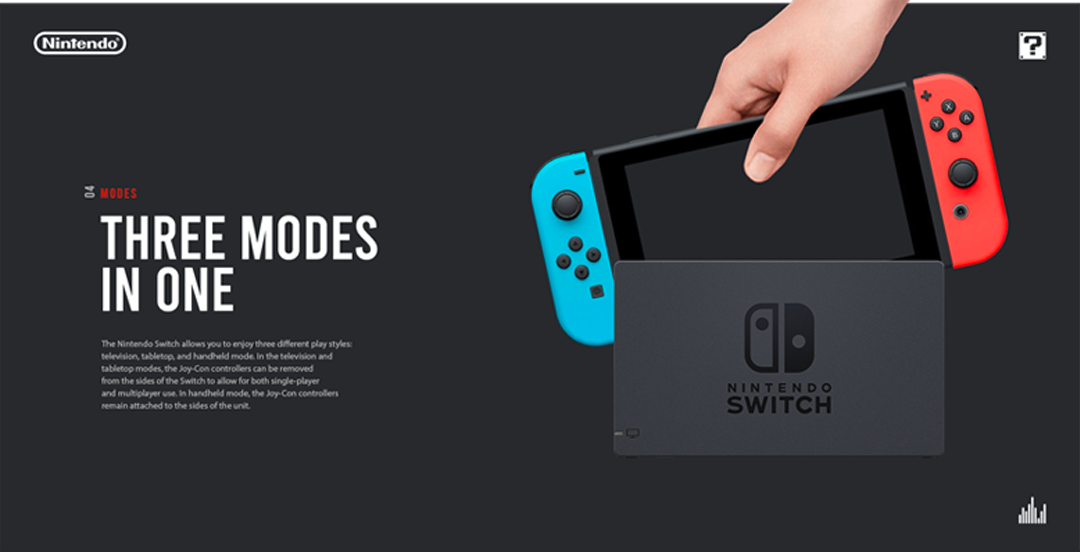 Nintendo
?
04 MODES
THREE MODES
IN ONE
The Nintendo Switch allows you to enjoy three different play styles:
television, tabletop, and handheld mode. In the television and
tabletop modes, the Joy-Con controllers can be removed
from the sides of the Switch to allow for both single-player
and multiplayer use. In handheld mode, the Joy-Con controllers
remain attached to the sides of the unit.
X
Y A
B
NINTENDO
SWITCH